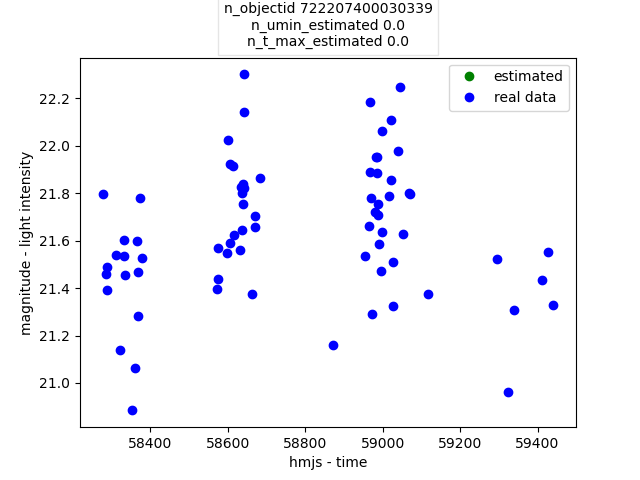 n_objectid 722207400030339
n_umin_estimated 0.0
n_t_max_estimated 0.0
estimated
real data
magnitude - light intensity
22.2
22.0
21.8
21.6
21.4
21.2
21.0
58400
58600
58800
59000
59200
59400
hmjs - time